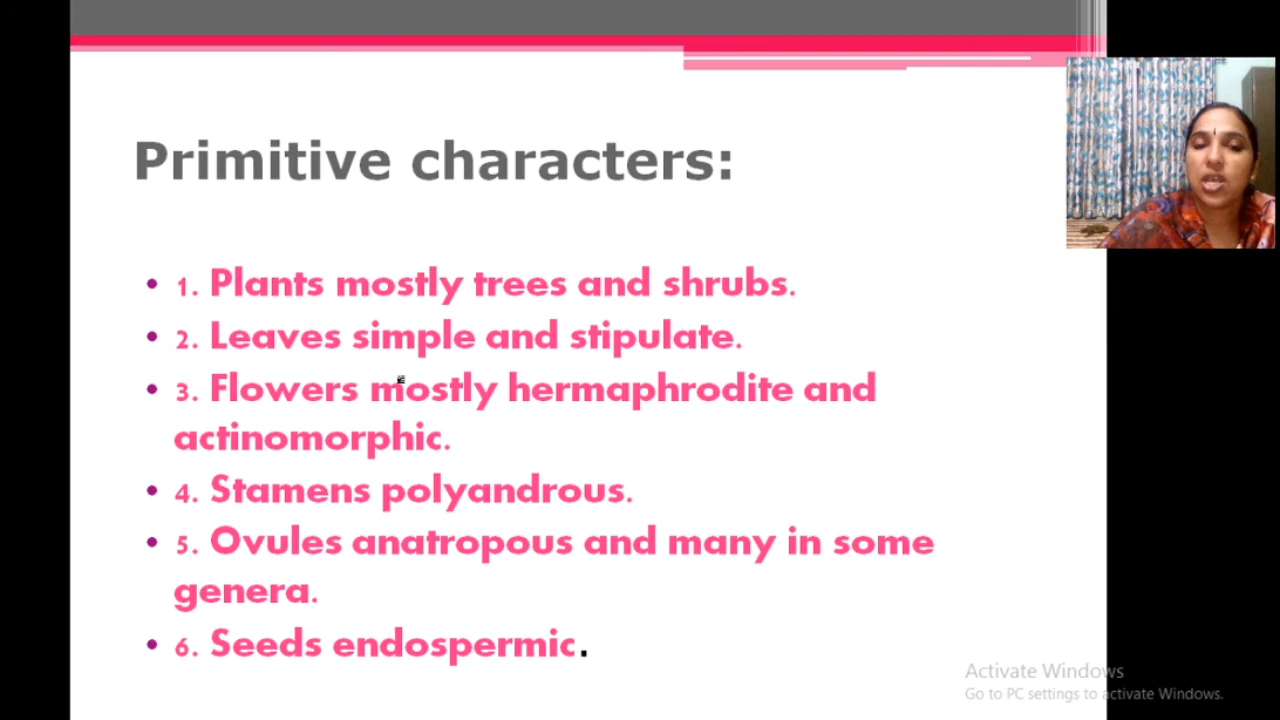 Primitive characters:
• 1. Plants mostly trees and shrubs.
• 2. Leaves simple and stipulate.
• 3. Flowers mostly hermaphrodite and
actinomorphic.
• 4. Stamens polyandrous.
• 5. Ovules anatropous and many in some
genera.
• 6. Seeds endospermic.
Activate Windows
Go to PC settings to activate Windows.